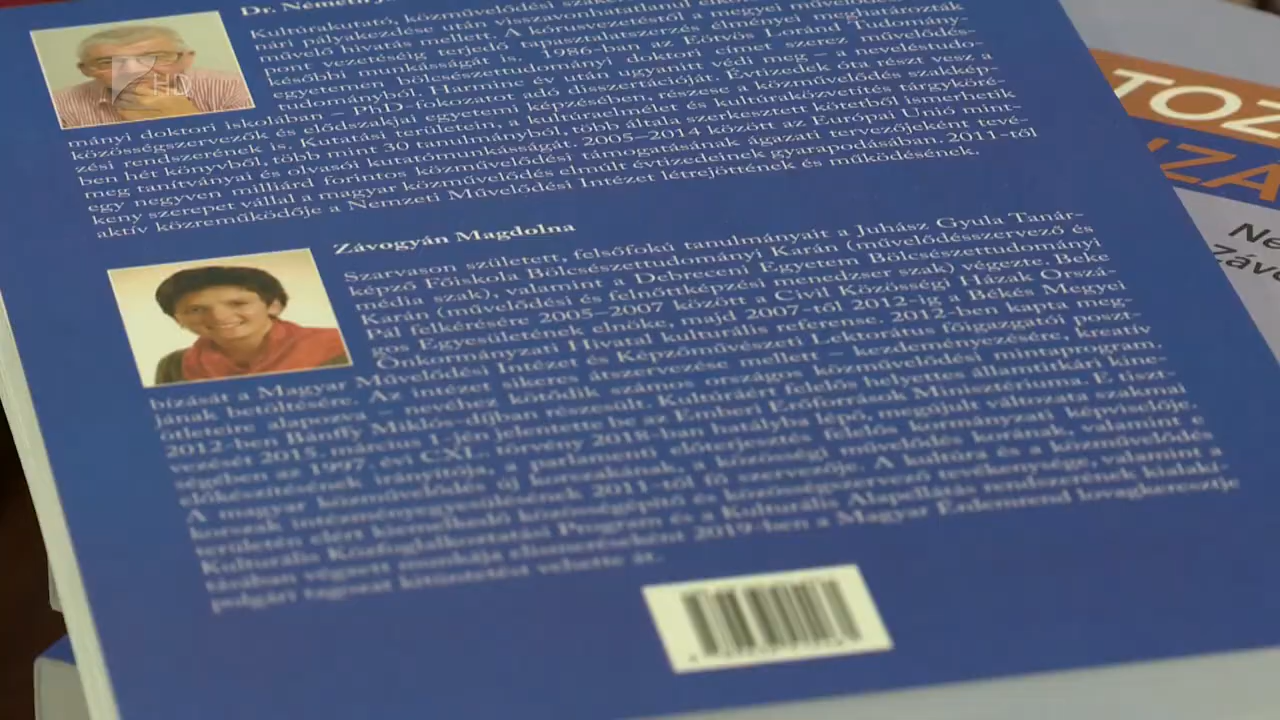 Dr. Németh
Kultúrakutató, közművelődési
nári pályakezdése után visszavonhatatlanul
művelő hivatás mellett. A kórusvezetéstől a megyei művelődési
pont vezetéséig terjedő tapasztalatszerzés élményei meghatározták
későbbi munkásságát is. 1986-ban az Eötvös Loránd Tudomány-
egyetemen bölcsészettudományi doktori címet szerez művelődés-
tudományból. Harminc év után ugyanitt védi meg – a neveléstudo-
mányi doktori iskolában – PhD-fokozatot adó disszertációját. Évtizedek óta részt vesz a
közösségszervezők és elődszakjai egyetemi képzésében, részese a közművelődés szakkép-
zési rendszerének is. Kutatási területein, a kultúraelmélet és kultúraközvetítés tárgyköré-
ben hét könyvből, több mint 30 tanulmányból, több általa szerkesztett kötetből ismerhetik
meg tanítványai és olvasói kutatómunkásságát. 2005–2014 között az Európai Unió mint-
egy negyven milliárd forintos közművelődési támogatásának ágazati tervezőjeként tevé-
keny szerepet vállal a magyar közművelődés elmúlt évtizedeinek gyarapodásában. 2011-től
aktív közreműködője a Nemzeti Művelődési Intézet létrejöttének és működésének.
Závogyán Magdolna
Szarvason született, felsőfokú tanulmányait a Juhász Gyula Tanár-
képző Főiskola Bölcsészettudományi Karán (művelődésszervező és
média szak), valamint a Debreceni Egyetem Bölcsészettudományi
Karán (művelődési és felnőttképzési menedzser szak) végezte. Beke
Pál felkérésére 2005–2007 között a Civil Közösségi Házak Orszá-
gos Egyesületének elnöke, majd 2007-től 2012-ig a Békés Megyei
Önkormányzati Hivatal kulturális referense. 2012-ben kapta meg-
bízását a Magyar Művelődési Intézet és Képzőművészeti Lektorátus főigazgatói poszt-
jának betöltésére. Az intézet sikeres átszervezése mellett – kezdeményezésére, kreatív
ötleteire alapozva – nevéhez kötődik számos országos közművelődési mintaprogram.
2012-ben Bánffy Miklós-díjban részesült. Kultúráért felelős helyettes államtitkári kine-
vezését 2015. március 1-jén jelentette be az Emberi Erőforrások Minisztériuma. E tiszt-
ségében az 1997. évi CXL. törvény 2018-ban hatályba lépő, megújult változata szakmai
előkészítésének irányítója, a parlamenti előterjesztés felelős kormányzati képviselője.
A magyar közművelődés új korszakának, a közösségi művelődés korának, valamint e
korszak intézményegyesülésének 2011-től fő szervezője. A kultúra és a közművelődés
területén elért kiemelkedő közösségépítő és közönségszervező tevékenysége, valamint a
Kulturális Közfoglalkoztatási Program és a Kulturális Alapellátás rendszerének kialakí-
tásában végzett munkája elismeréseként 2019-ben a Magyar Érdemrend lovagkeresztje
polgári tagozat kitüntetést vehette át.
TOZ
Ne
Závo
HD